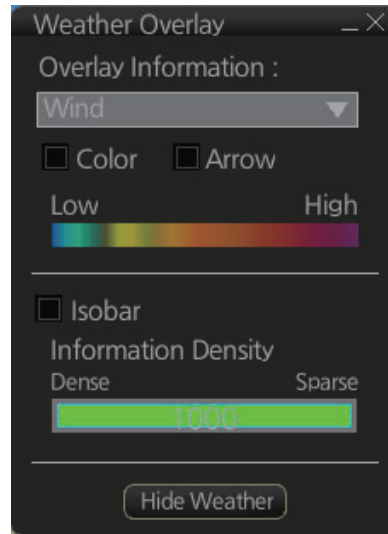 Weather Overlay
Overlay Information :
Wind
Color Arrow
Low High
Isobar
Information Density
Dense Sparse
1000
Hide Weather